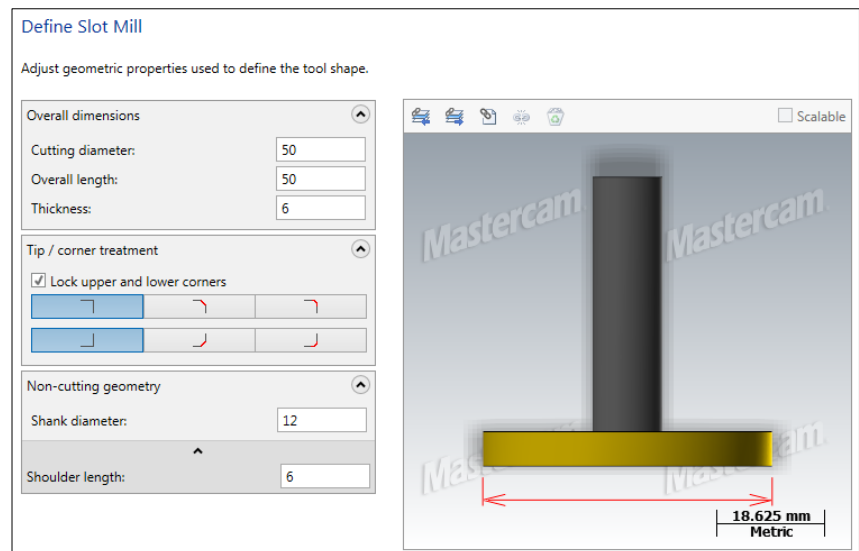 Define Slot Mill
Adjust geometric properties used to define the tool shape.
Overall dimensions
Cutting diameter: 50
Overall length: 50
Thickness: 6
Tip / corner treatment
Lock upper and lower corners
Non-cutting geometry
Shank diameter: 12
Shoulder length: 6
Scalable
Mastercam
Mastercam
18.625 mm
Metric